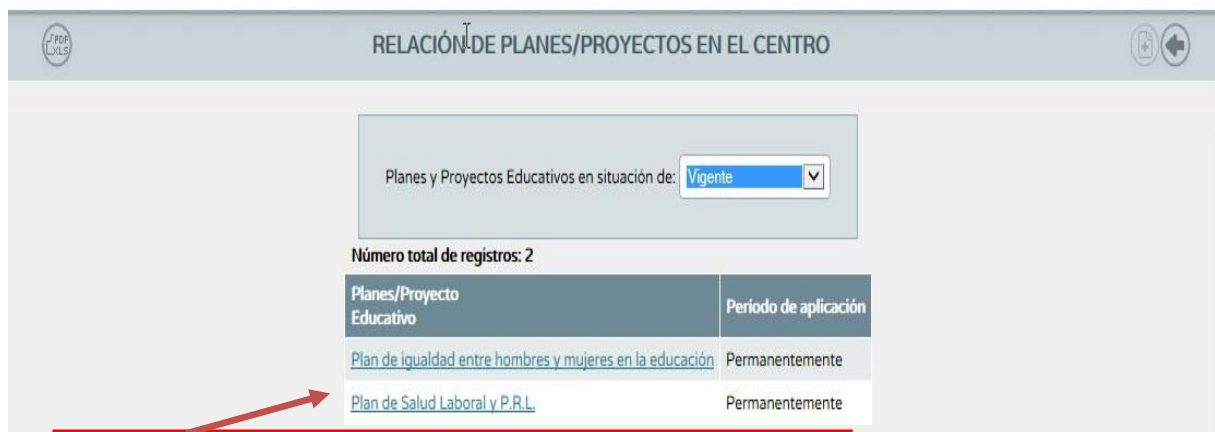 PDF
XLS
RELACIÓN DE PLANES/PROYECTOS EN EL CENTRO
Planes y Proyectos Educativos en situación de: Vigente
Número total de registros: 2
Planes/Proyecto
Educativo
Período de aplicación
Plan de igualdad entre hombres y mujeres en la educación Permanentemente
Plan de Salud Laboral y P.R.L. Permanentemente